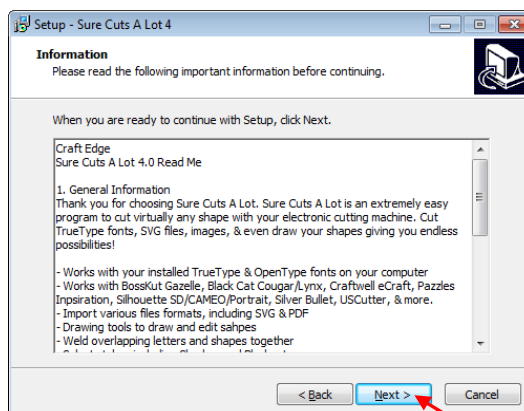 Setup - Sure Cuts A Lot 4
Information
Please read the following important information before continuing.
When you are ready to continue with Setup, click Next.
Craft Edge
Sure Cuts A Lot 4.0 Read Me
1. General Information
Thank you for choosing Sure Cuts A Lot. Sure Cuts A Lot is an extremely easy
program to cut virtually any shape with your electronic cutting machine. Cut
TrueType fonts, SVG files, images, & even draw your shapes giving you endless
possibilities!
- Works with your installed TrueType & OpenType fonts on your computer
- Works with BossKut Gazelle, Black Cat Cougar/Lynx, Craftwell eCraft, Pazzles
Inpsiration, Silhouette SD/CAMEO/Portrait, Silver Bullet, USCutter, & more.
- Import various files formats, including SVG & PDF
- Drawing tools to draw and edit sahpes
- Weld overlapping letters and shapes together
< Back
Next >
Cancel